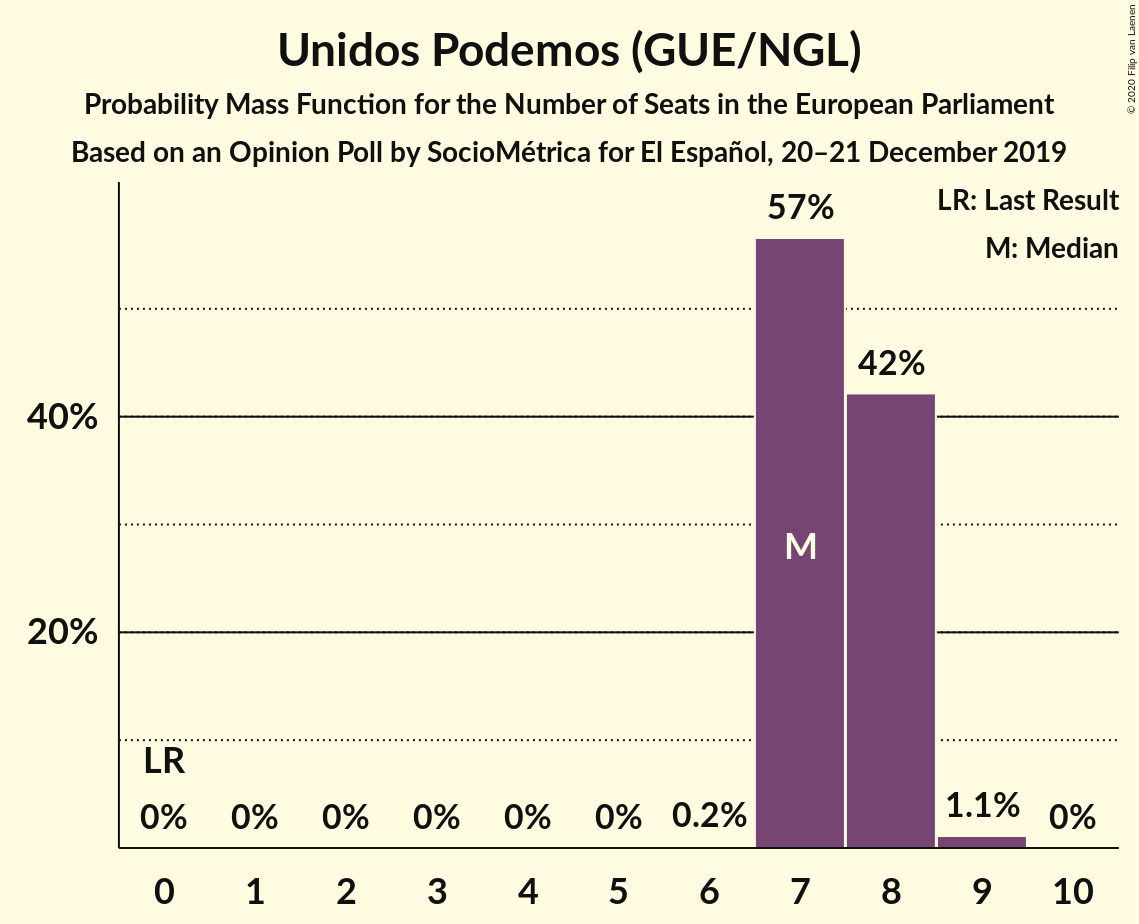 Unidos Podemos (GUE/NGL)
Probability Mass Function for the Number of Seats in the European Parliament
Based on an Opinion Poll by SocioMétrica for El Español, 20–21 December 2019
© 2020 Filip van Laenen
LR: Last Result
M: Median
57%
42%
40%
M
20%
LR
0% 0% 0% 0% 0% 0% 0.2% 1.1% 0%
0 1 2 3 4 5 6 7 8 9 10